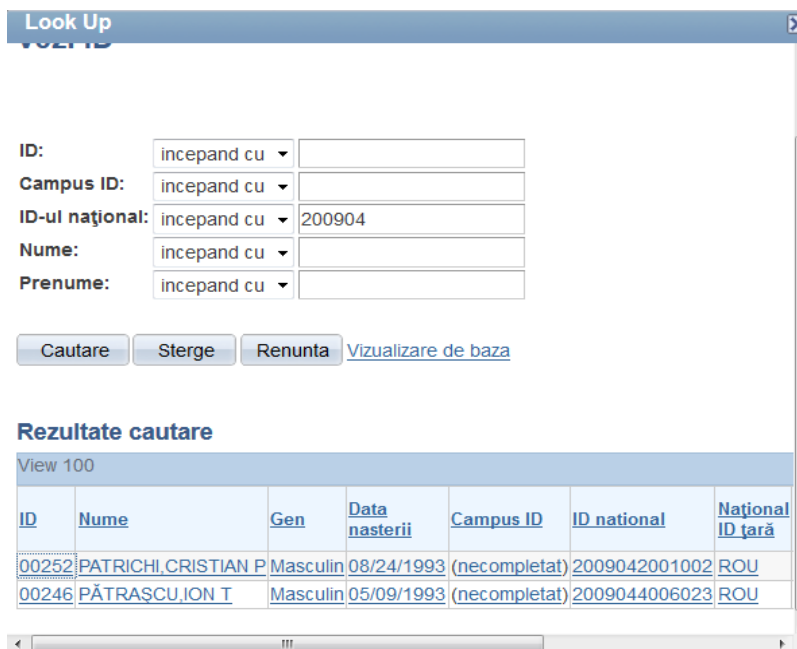 Look Up
ID:
incepand cu
Campus ID:
incepand cu
ID-ul naţional:
incepand cu
200904
Nume:
incepand cu
Prenume:
incepand cu
Cautare
Sterge
Renunta
Vizualizare de baza
Rezultate cautare
View 100
ID Nume Gen Data nasterii Campus ID ID national Naţional ID ţară
00252 PATRICHI,CRISTIAN P Masculin 08/24/1993 (necompletat) 2009042001002 ROU
00246 PĂTRAŞCU,ION T Masculin 05/09/1993 (necompletat) 2009044006023 ROU